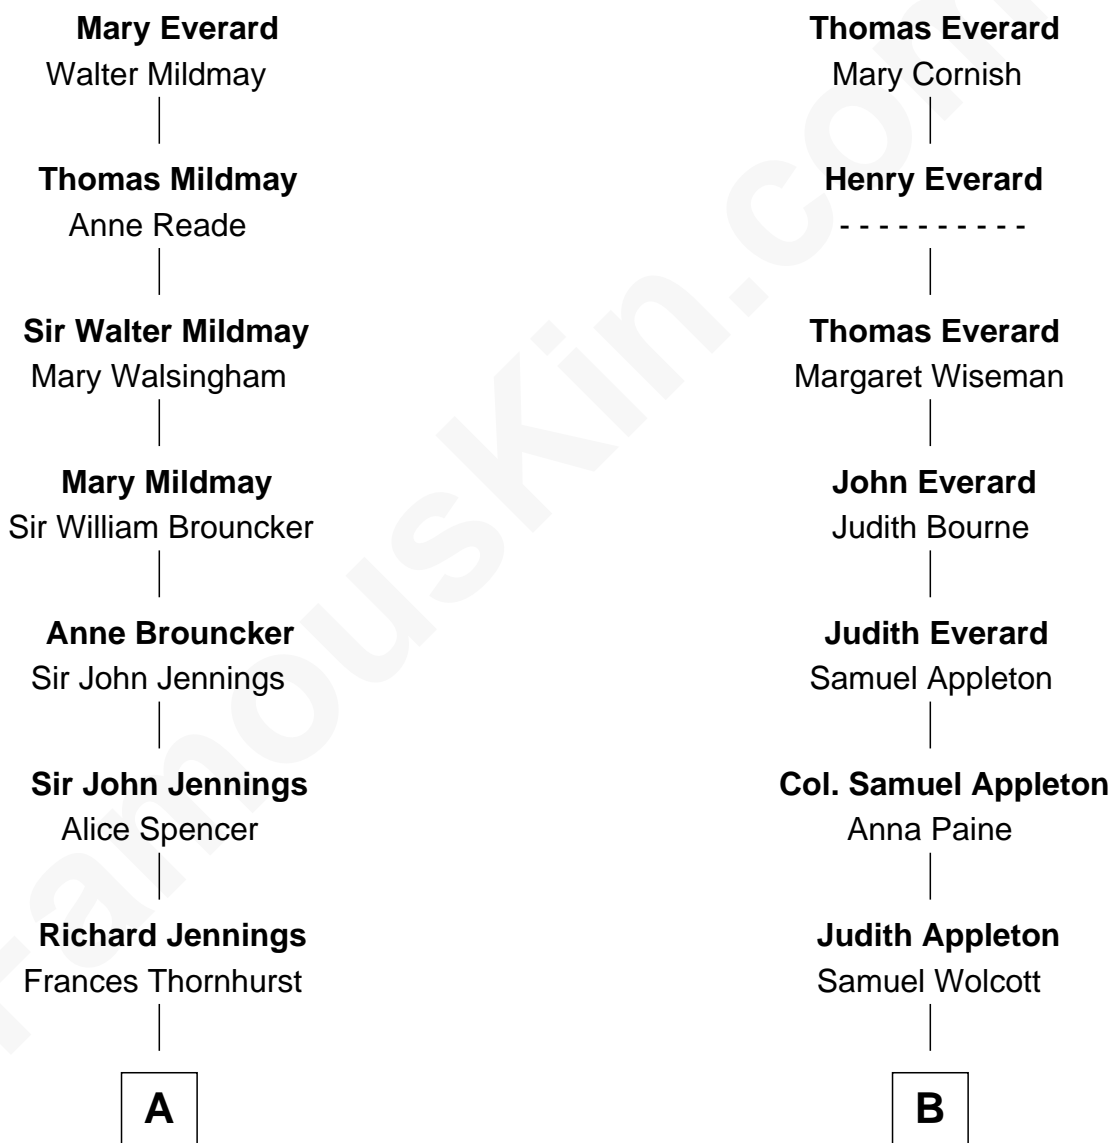 Mary Everard
Walter Mildmay
Thomas Mildmay
Anne Reade
Sir Walter Mildmay
Mary Walsingham
Mary Mildmay
Sir William Brouncker
Anne Brouncker
Sir John Jennings
Sir John Jennings
Alice Spencer
Richard Jennings
Frances Thornhurst
A
Thomas Everard
Mary Cornish
Henry Everard
- - - - - - - - - -
Thomas Everard
Margaret Wiseman
John Everard
Judith Bourne
Judith Everard
Samuel Appleton
Col. Samuel Appleton
Anna Paine
Judith Appleton
Samuel Wolcott
B
FamousKin.com